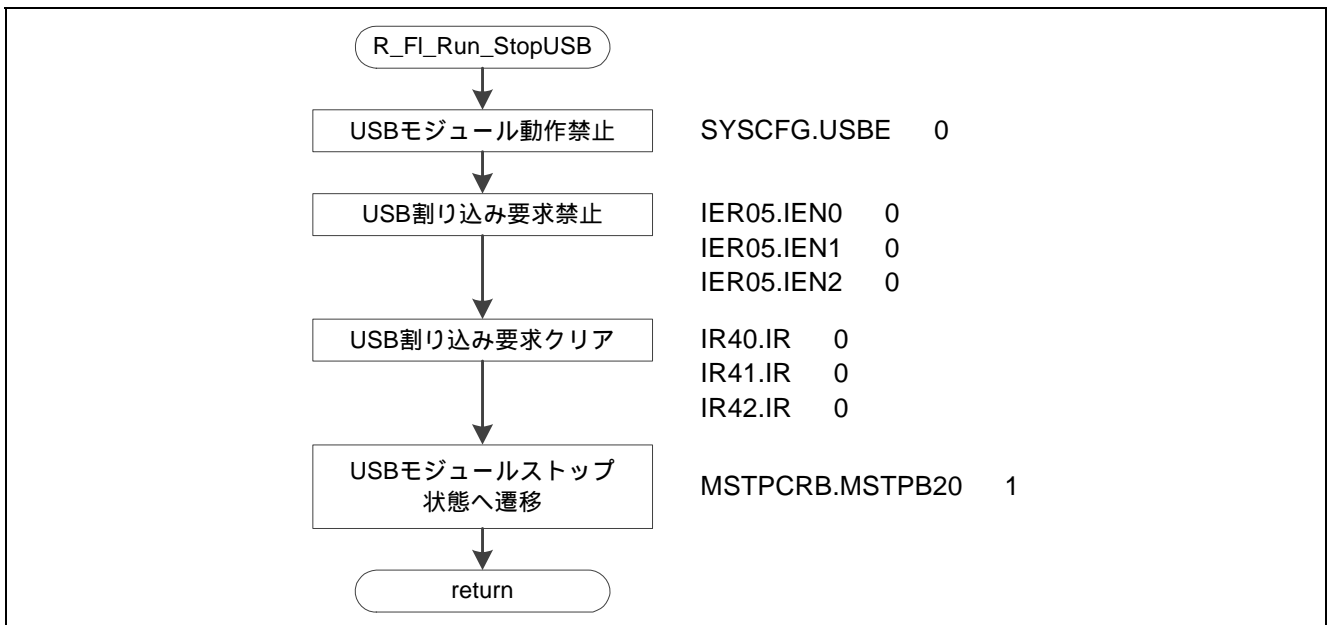 R_Fl_Run_StopUSB
USBモジュール動作禁止 SYSCFG.USBE 0
USB割り込み要求禁止 IER05.IEN0 0
IER05.IEN1 0
IER05.IEN2 0
USB割り込み要求クリア IR40.IR 0
IR41.IR 0
IR42.IR 0
USBモジュールストップ
状態へ遷移
MSTPCRB.MSTPB20 1
return